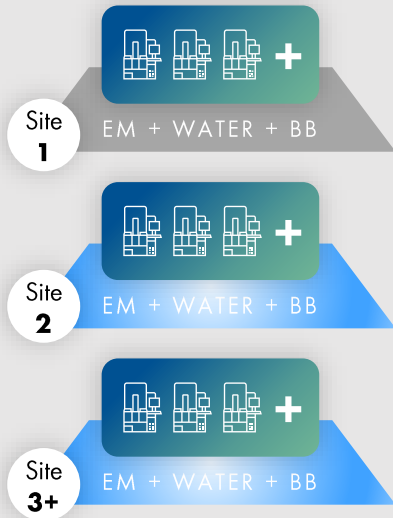 Site
1
EM + WATER + BB
Site
2
EM + WATER + BB
Site
3+
EM + WATER + BB